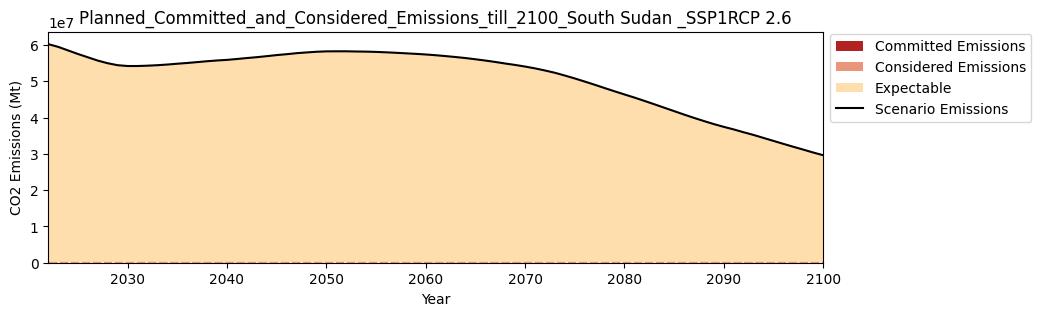 Planned_Committed_and_Considered_Emissions_till_2100_South Sudan _SSP1RCP 2.6
1e7
6
5
4
3
2
1
0
CO2 Emissions (Mt)
2030 2040 2050 2060 2070 2080 2090 2100
Year
Committed Emissions
Considered Emissions
Expectable
Scenario Emissions